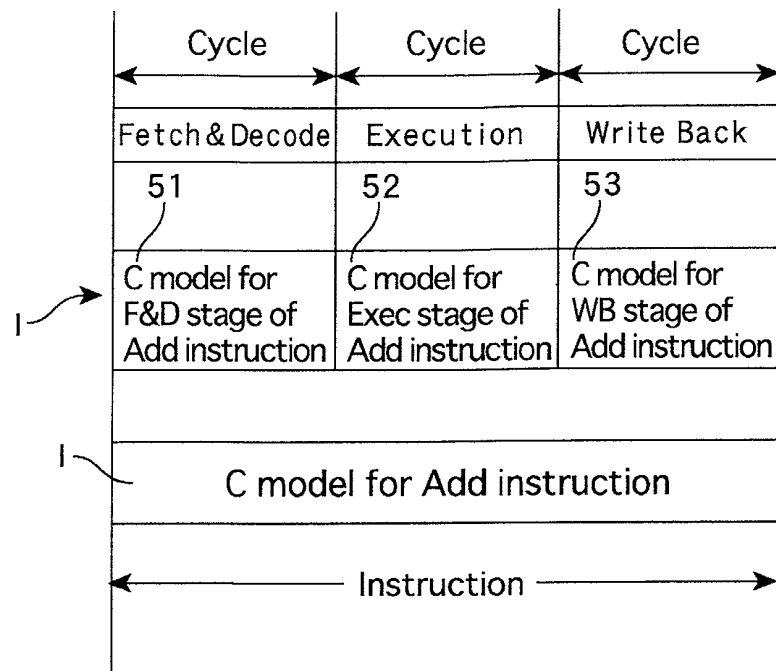 Cycle Cycle Cycle
Fetch & Decode Execution Write Back
51 52 53
C model for C model for C model for
F&D stage of Exec stage of WB stage of
Add instruction Add instruction Add instruction
I
I
C model for Add instruction
Instruction